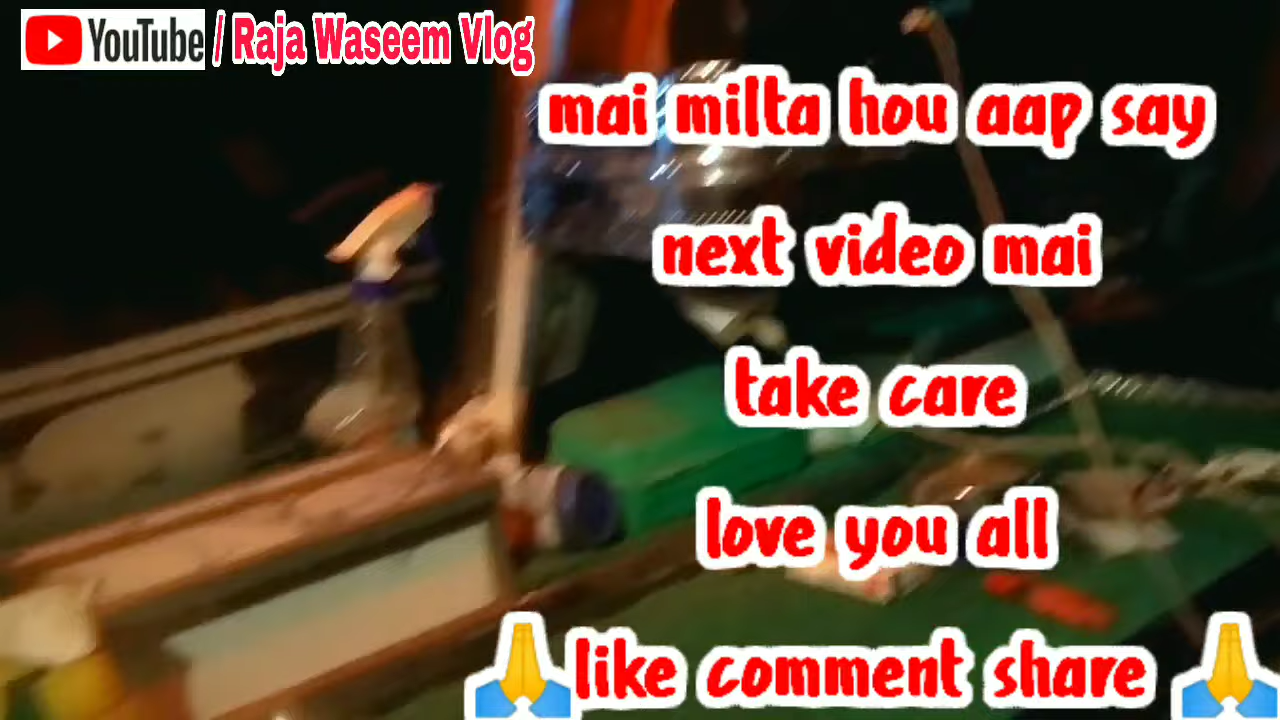 YouTube / Raja Waseem Vlog
mai milta hou aap say
next video mai
take care
love you all
🙏like comment share 🙏